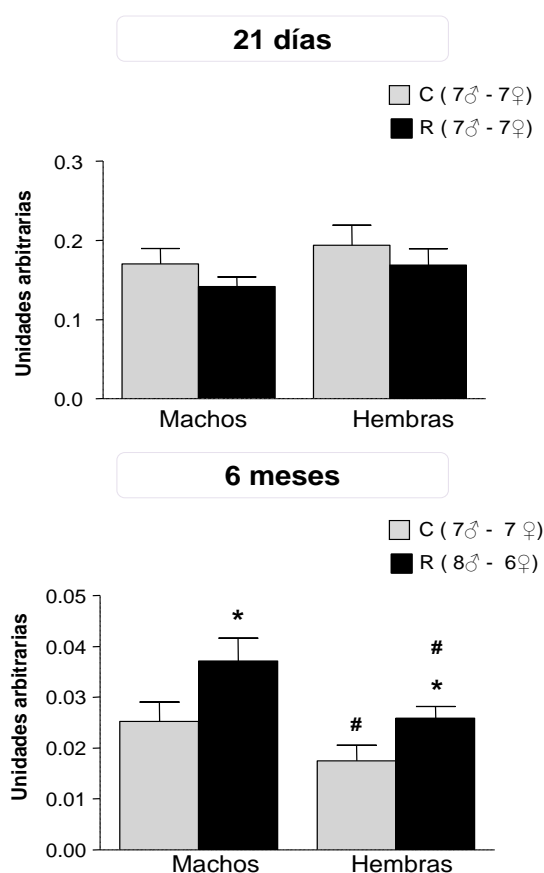 21 días
C ( 7♂ - 7♀)
R ( 7♂ - 7♀)
Unidades arbitrarias
0.3
0.2
0.1
0.0
Machos Hembras
6 meses
C ( 7♂ - 7 ♀)
R ( 8♂ - 6♀)
Unidades arbitrarias
0.05
0.04
0.03
0.02
0.01
0.00
*
#
*
#
Machos Hembras